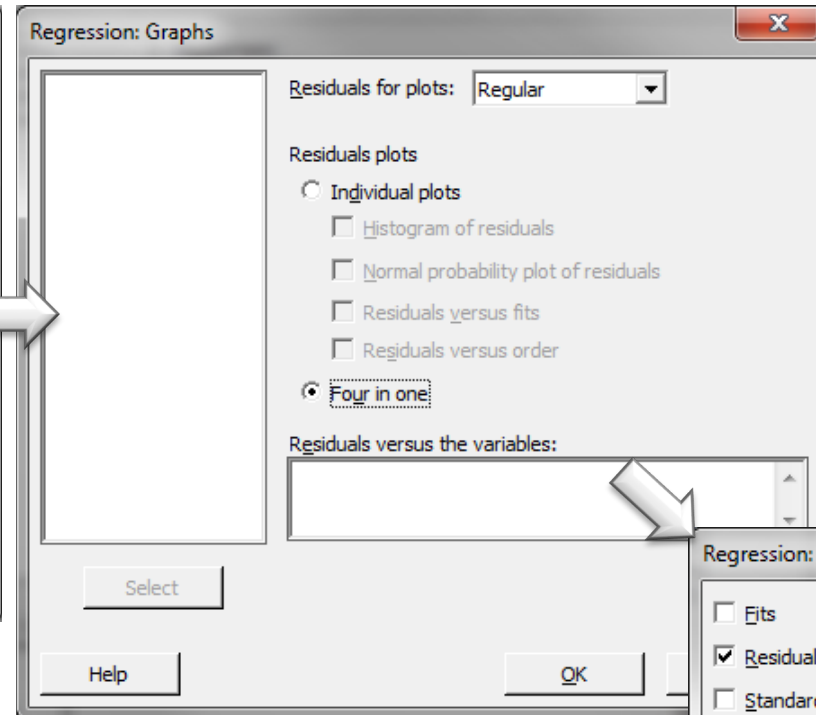 Regression: Graphs
Residuals for plots: Regular
Residuals plots
Individual plots
Histogram of residuals
Normal probability plot of residuals
Residuals versus fits
Residuals versus order
Four in one
Residuals versus the variables:
Select
Help
OK
Regression:
Fits
Residual
Standard